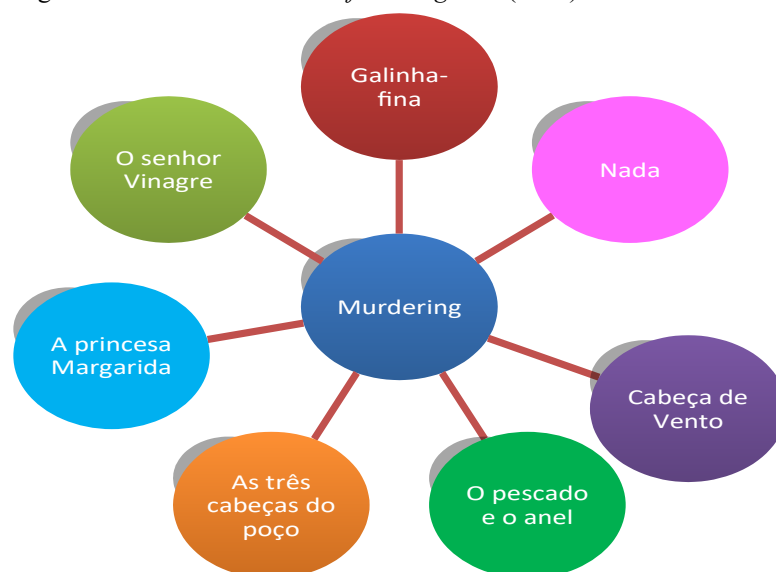 Galinha-
fina
O senhor
Vinagre
Nada
Murdering
A princesa
Margarida
Cabeça de
Vento
As três
cabeças do
poço
O pescado
e o anel